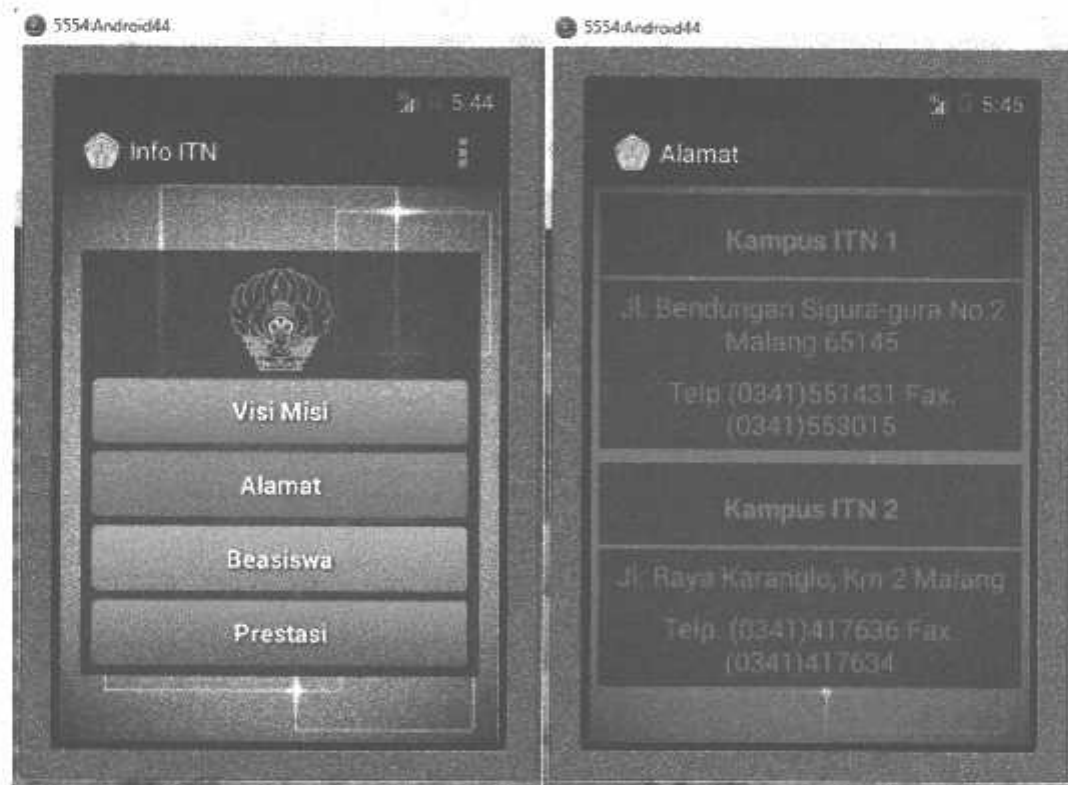 5554:Android44
5:44
Info ITN
Visi Misi
Alamat
Beasiswa
Prestasi
5554:Android44
5:45
Alamat
Kampus ITN 1
Jl. Bendungan Sigura-gura No.2
Malang 65145
Telp.(0341)551431 Fax.
(0341)553015
Kampus ITN 2
Jl. Raya Karanglo, Km 2 Malang
Telp. (0341)417636 Fax.
(0341)417634